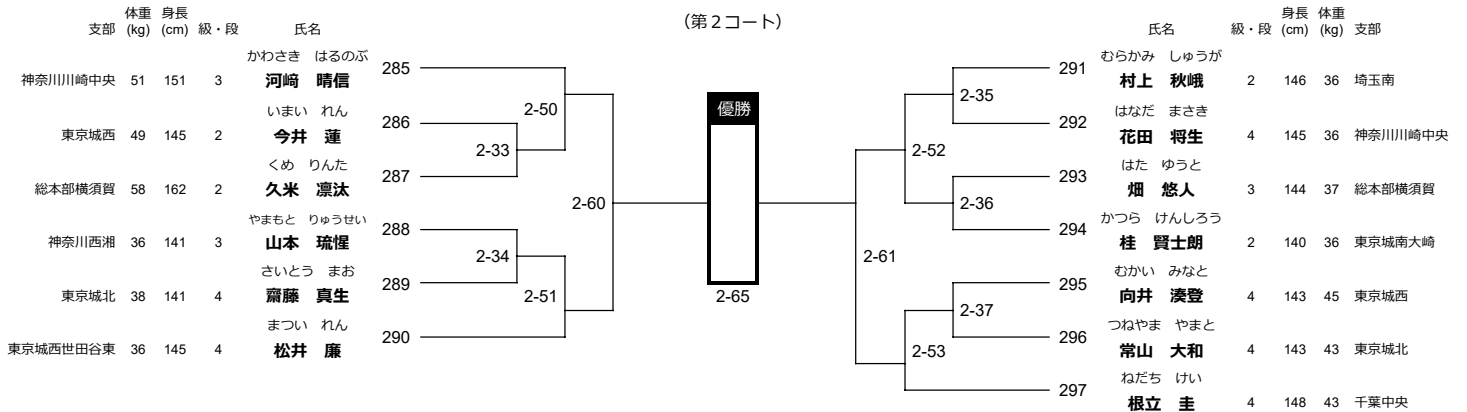 （第２コート）
体重 身長
支部 (kg) (cm) 級・段 氏名
かわさき はるのぶ
神奈川川崎中央 51 151 3 河﨑 晴信 285
いまい れん
東京城西 49 145 2 今井 蓮 286
くめ りんた
総本部横須賀 58 162 2 久米 凛汰 287
やまもと りゅうせい
神奈川西湘 36 141 3 山本 琉惺 288
さいとう まお
東京城北 38 141 4 齋藤 真生 289
まつい れん
東京城西世田谷東 36 145 4 松井 廉 290
2-50
2-33
2-60
2-34
2-51
優勝
2-65
身長 体重
氏名 級・段 (cm) (kg) 支部
むらかみ しゅうが
291 村上 秋峨 2 146 36 埼玉南
はなだ まさき
292 花田 将生 4 145 36 神奈川川崎中央
はた ゆうと
293 畑 悠人 3 144 37 総本部横須賀
かつら けんしろう
294 桂 賢士朗 2 140 36 東京城南大崎
むかい みなと
295 向井 湊登 4 143 45 東京城西
つねやま やまと
296 常山 大和 4 143 43 東京城北
ねだち けい
297 根立 圭 4 148 43 千葉中央
2-35
2-52
2-36
2-61
2-37
2-53